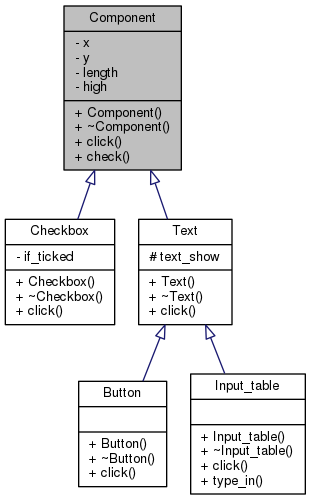 Component
- x
- y
- length
- high
+ Component()
+ ~Component()
+ click()
+ check()
Checkbox
- if_ticked
+ Checkbox()
+ ~Checkbox()
+ click()
Text
# text_show
+ Text()
+ ~Text()
+ click()
Button
+ Button()
+ ~Button()
+ click()
Input_table
+ Input_table()
+ ~Input_table()
+ click()
+ type_in()